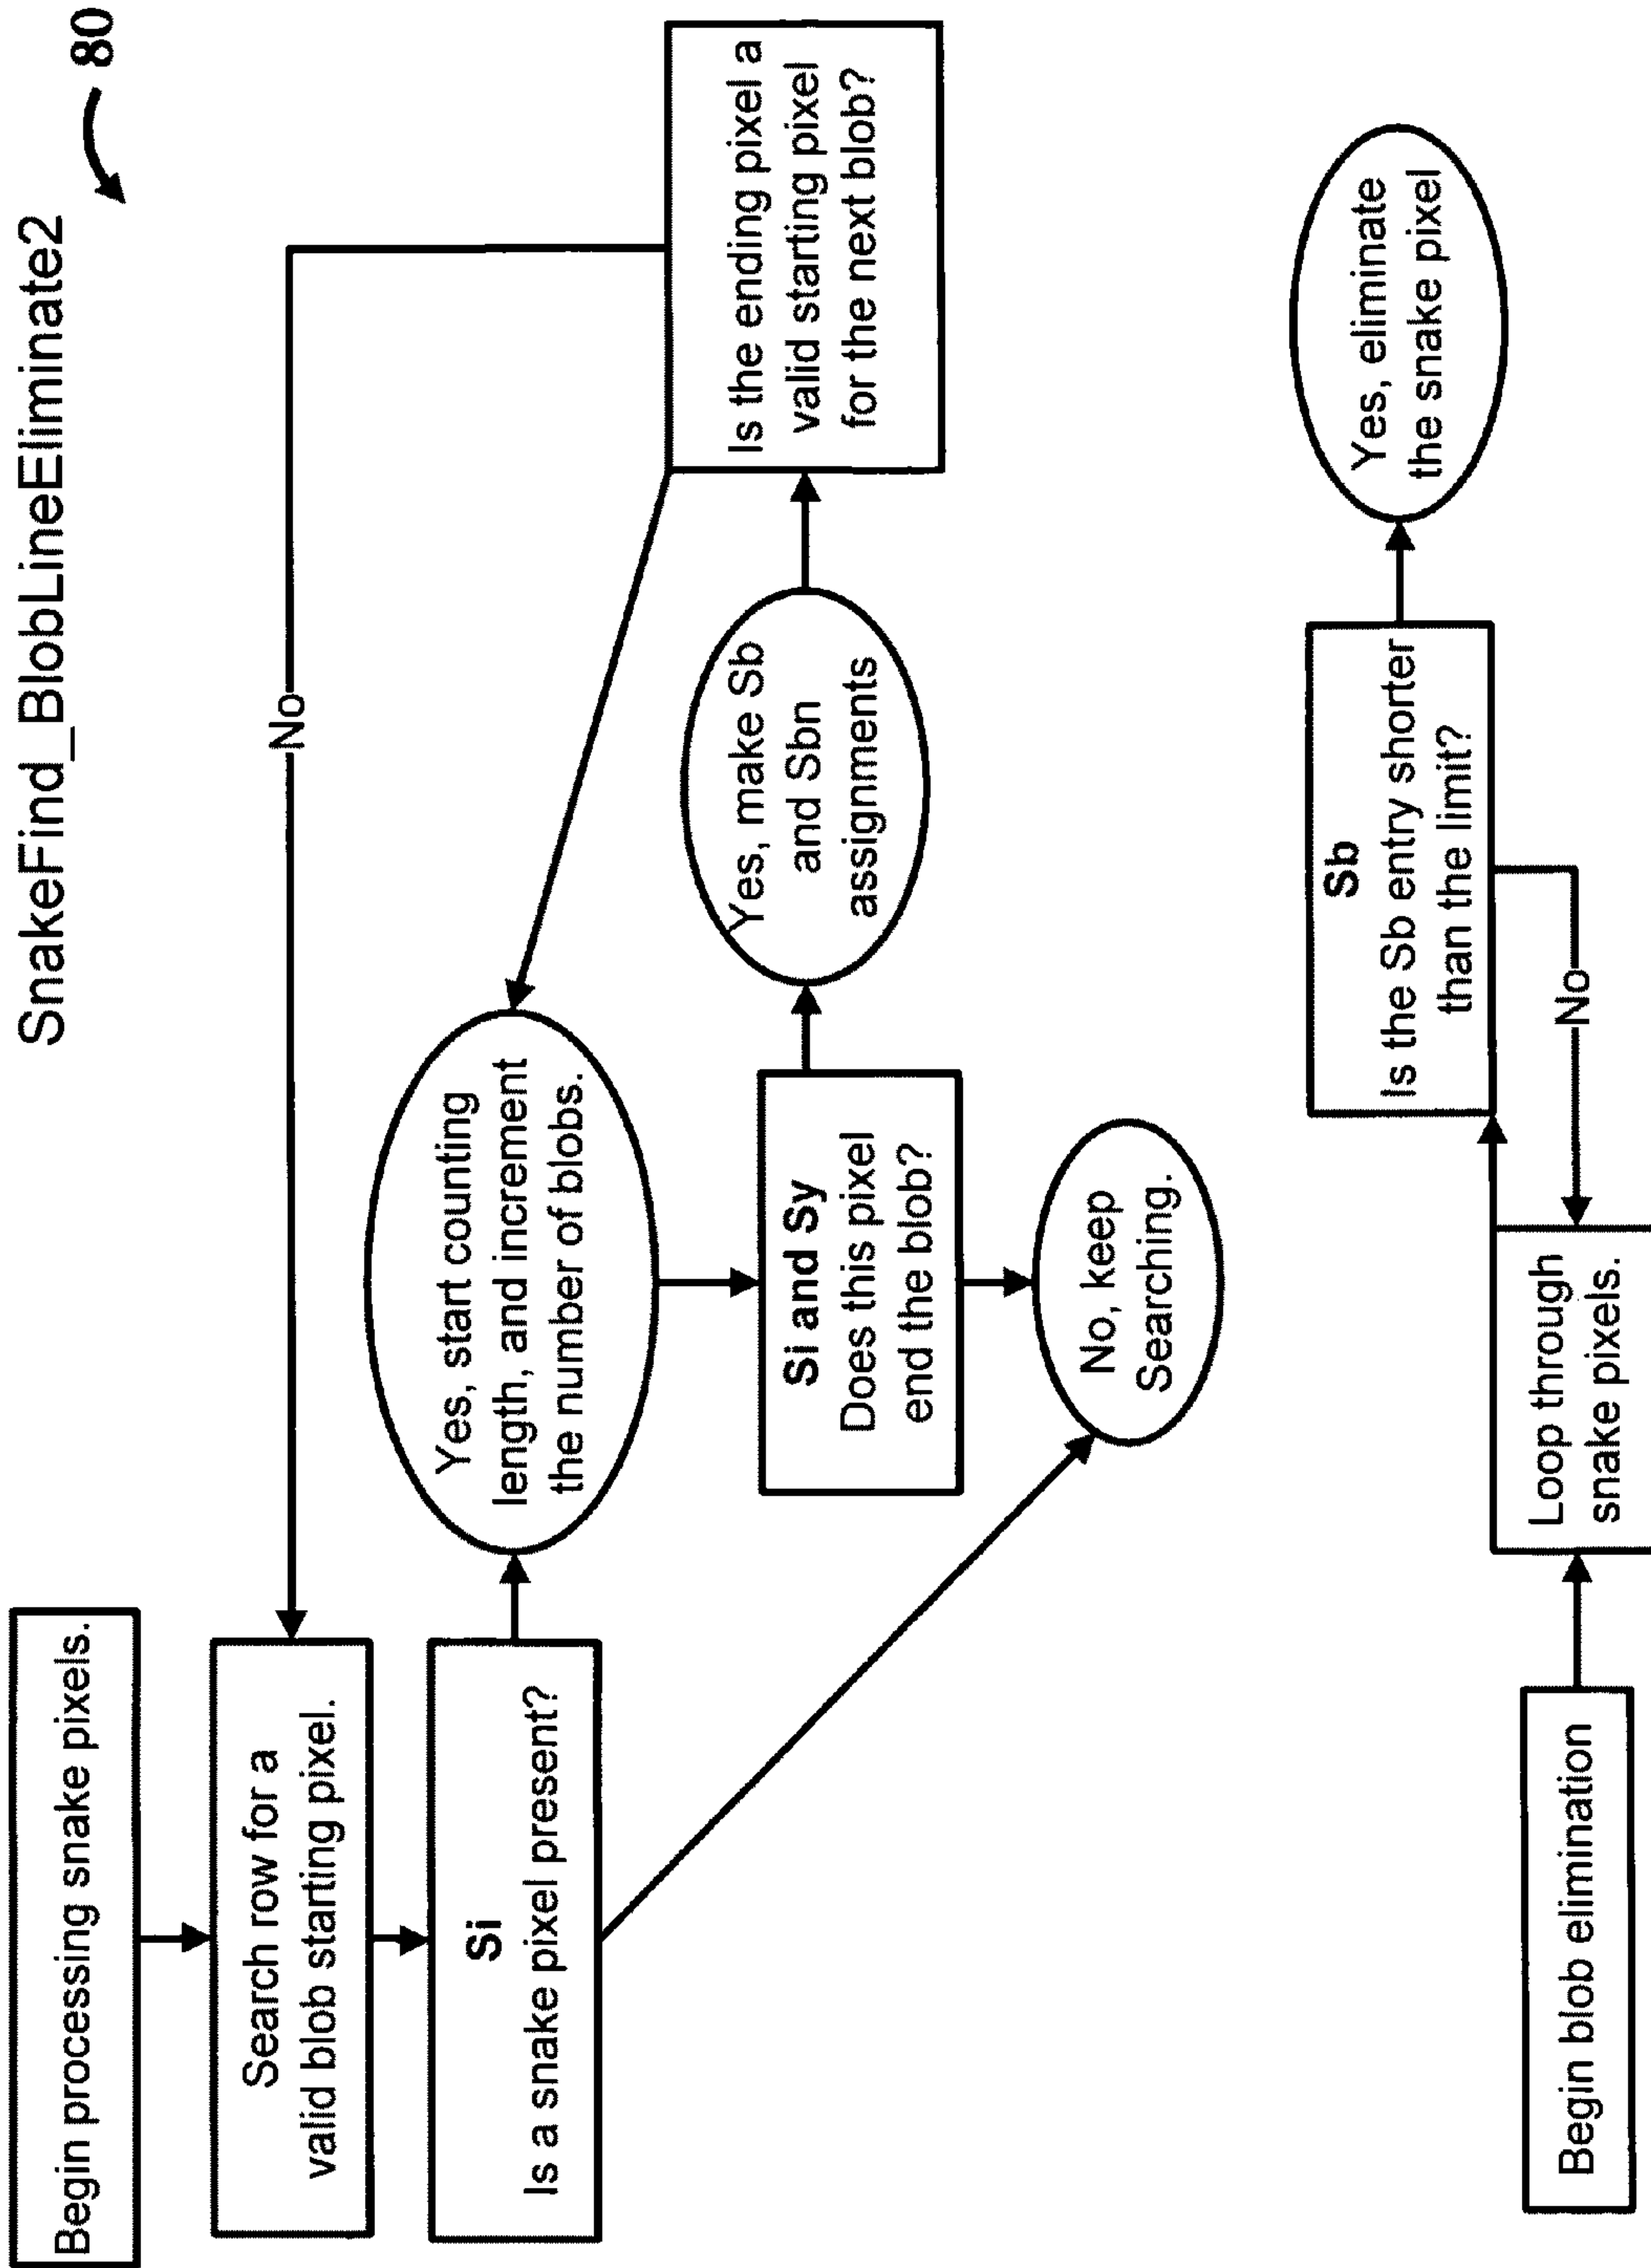 SnakeFind_BlobLineEliminate2
80
Begin processing snake pixels.
Search row for a
valid blob starting pixel.
No
Si
Is a snake pixel present?
Yes, start counting
length, and increment
the number of blobs.
Si and Sy
Does this pixel
end the blob?
Yes, make Sb
and Sbn
assignments
Is the ending pixel a
valid starting pixel
for the next blob?
No, keep
Searching.
Begin blob elimination
Loop through
snake pixels.
Sb
Is the Sb entry shorter
than the limit?
No
Yes, eliminate
the snake pixel